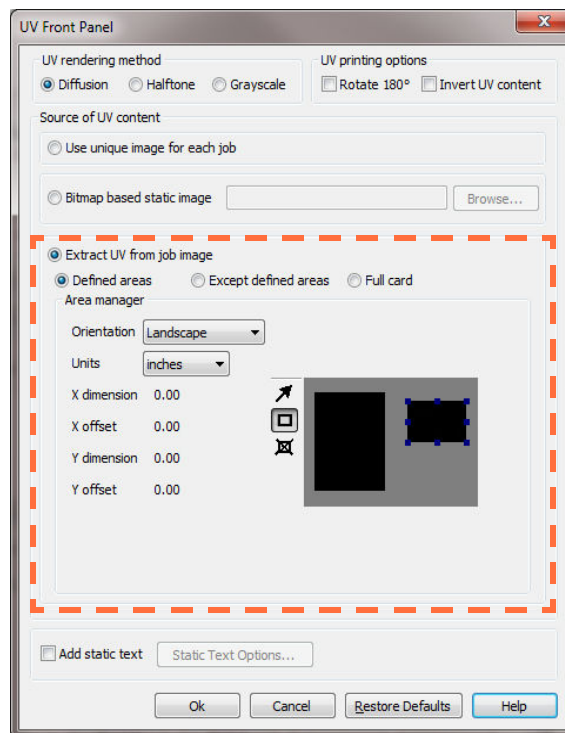 UV Front Panel
UV rendering method
Diffusion Halftone Grayscale
UV printing options
Rotate 180° Invert UV content
Source of UV content
Use unique image for each job
Bitmap based static image Browse...
Extract UV from job image
Defined areas Except defined areas Full card
Area manager
Orientation Landscape
Units inches
X dimension 0.00
X offset 0.00
Y dimension 0.00
Y offset 0.00
Add static text Static Text Options...
Ok Cancel Restore Defaults Help